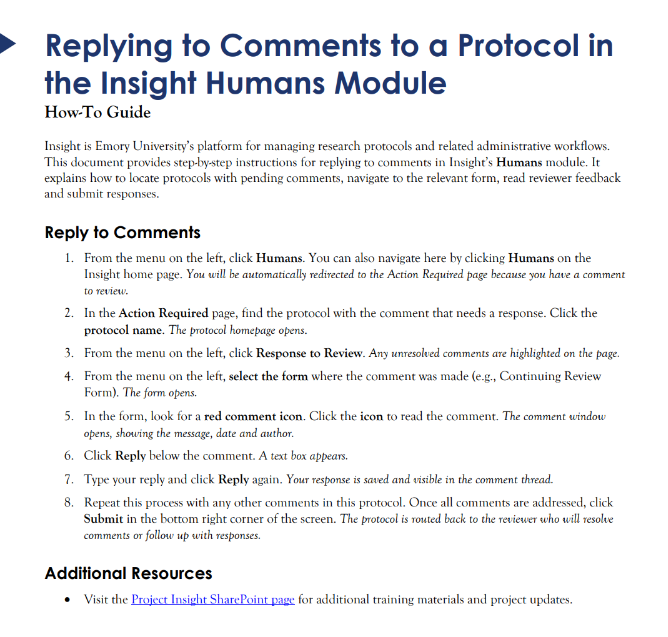 Replying to Comments to a Protocol in
the Insight Humans Module
How-To Guide
Insight is Emory University's platform for managing research protocols and related administrative workflows.
This document provides step-by-step instructions for replying to comments in Insight's Humans module. It
explains how to locate protocols with pending comments, navigate to the relevant form, read reviewer feedback
and submit responses.
Reply to Comments
1. From the menu on the left, click Humans. You can also navigate here by clicking Humans on the
Insight home page. You will be automatically redirected to the Action Required page because you have a comment
to review.
2. In the Action Required page, find the protocol with the comment that needs a response. Click the
protocol name. The protocol homepage opens.
3. From the menu on the left, click Response to Review. Any unresolved comments are highlighted on the page.
4. From the menu on the left, select the form where the comment was made (e.g., Continuing Review
Form). The form opens.
5. In the form, look for a red comment icon. Click the icon to read the comment. The comment window
opens, showing the message, date and author.
6. Click Reply below the comment. A text box appears.
7. Type your reply and click Reply again. Your response is saved and visible in the comment thread.
8. Repeat this process with any other comments in this protocol. Once all comments are addressed, click
Submit in the bottom right corner of the screen. The protocol is routed back to the reviewer who will resolve
comments or follow up with responses.
Additional Resources
• Visit the Project Insight SharePoint page for additional training materials and project updates.